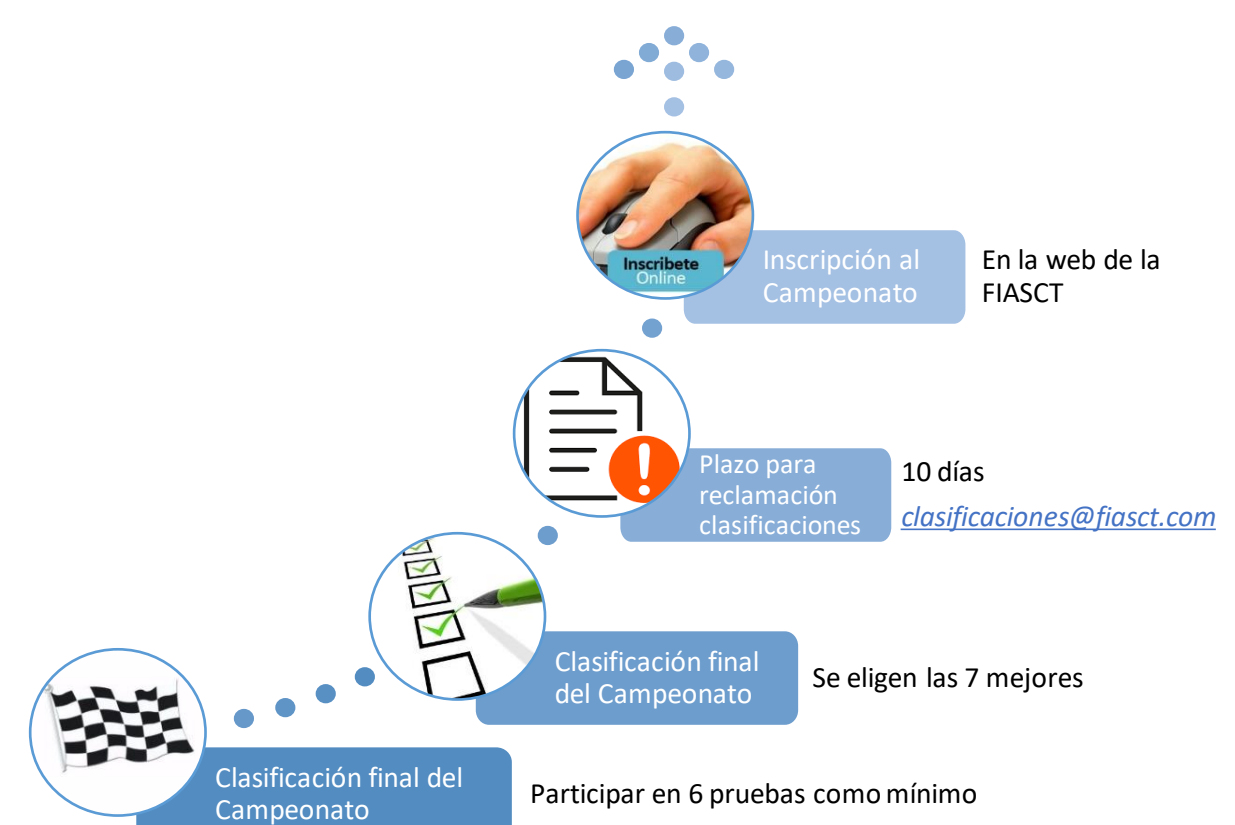 Inscribete
Online
Inscripción al
Campeonato
En la web de la
FIASCT
Plazo para
reclamación
clasificaciones
10 días
clasificaciones@fiasct.com
Clasificación final
del Campeonato
Se eligen las 7 mejores
Clasificación final del
Campeonato
Participar en 6 pruebas como mínimo